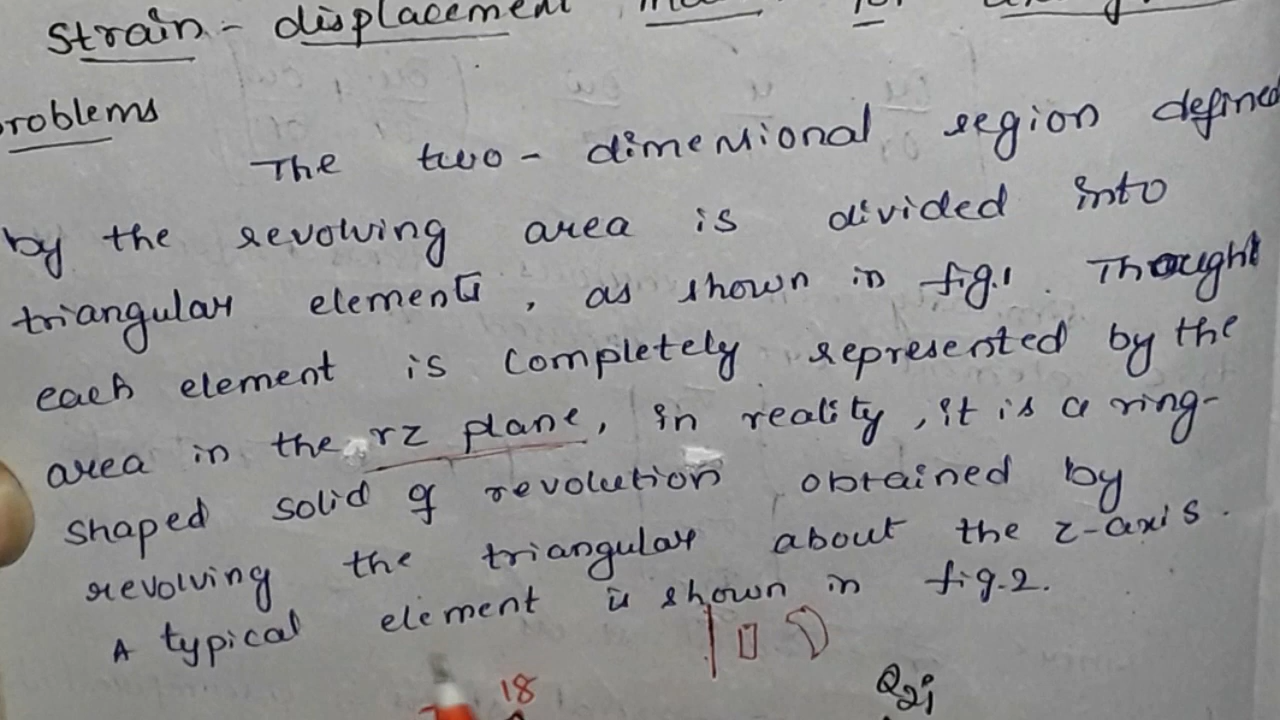 Strain - displacement for
roblems
The two - dimensional region defined
by the revolving area is divided into
triangular elements, as shown in fig.1. Thought
each element is completely represented by the
area in the rz plane, in reality, it is a ring-
shaped solid of revolution obtained by
revolving the triangular about the z-axis.
A typical element is shown in fig.2.
18
Q2i